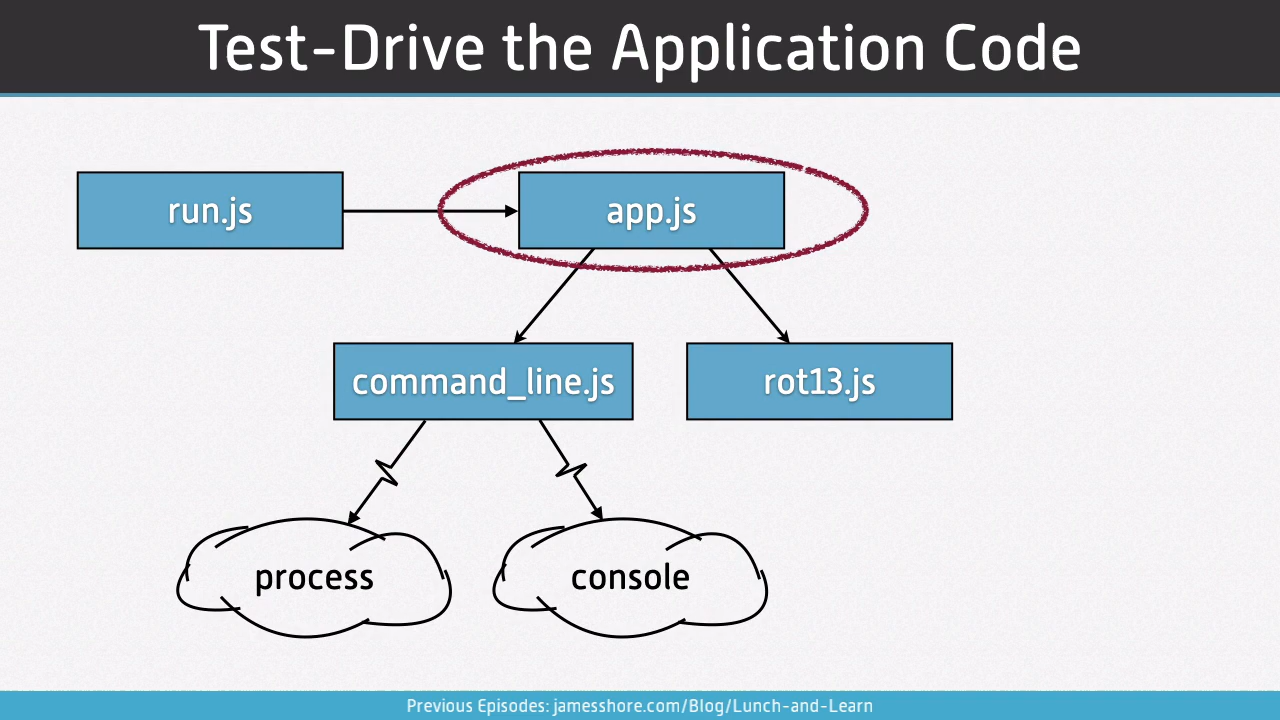 Test-Drive the Application Code
run.js
app.js
command_line.js
rot13.js
process
console
Previous Episodes: jamesshore.com/Blog/Lunch-and-Learn